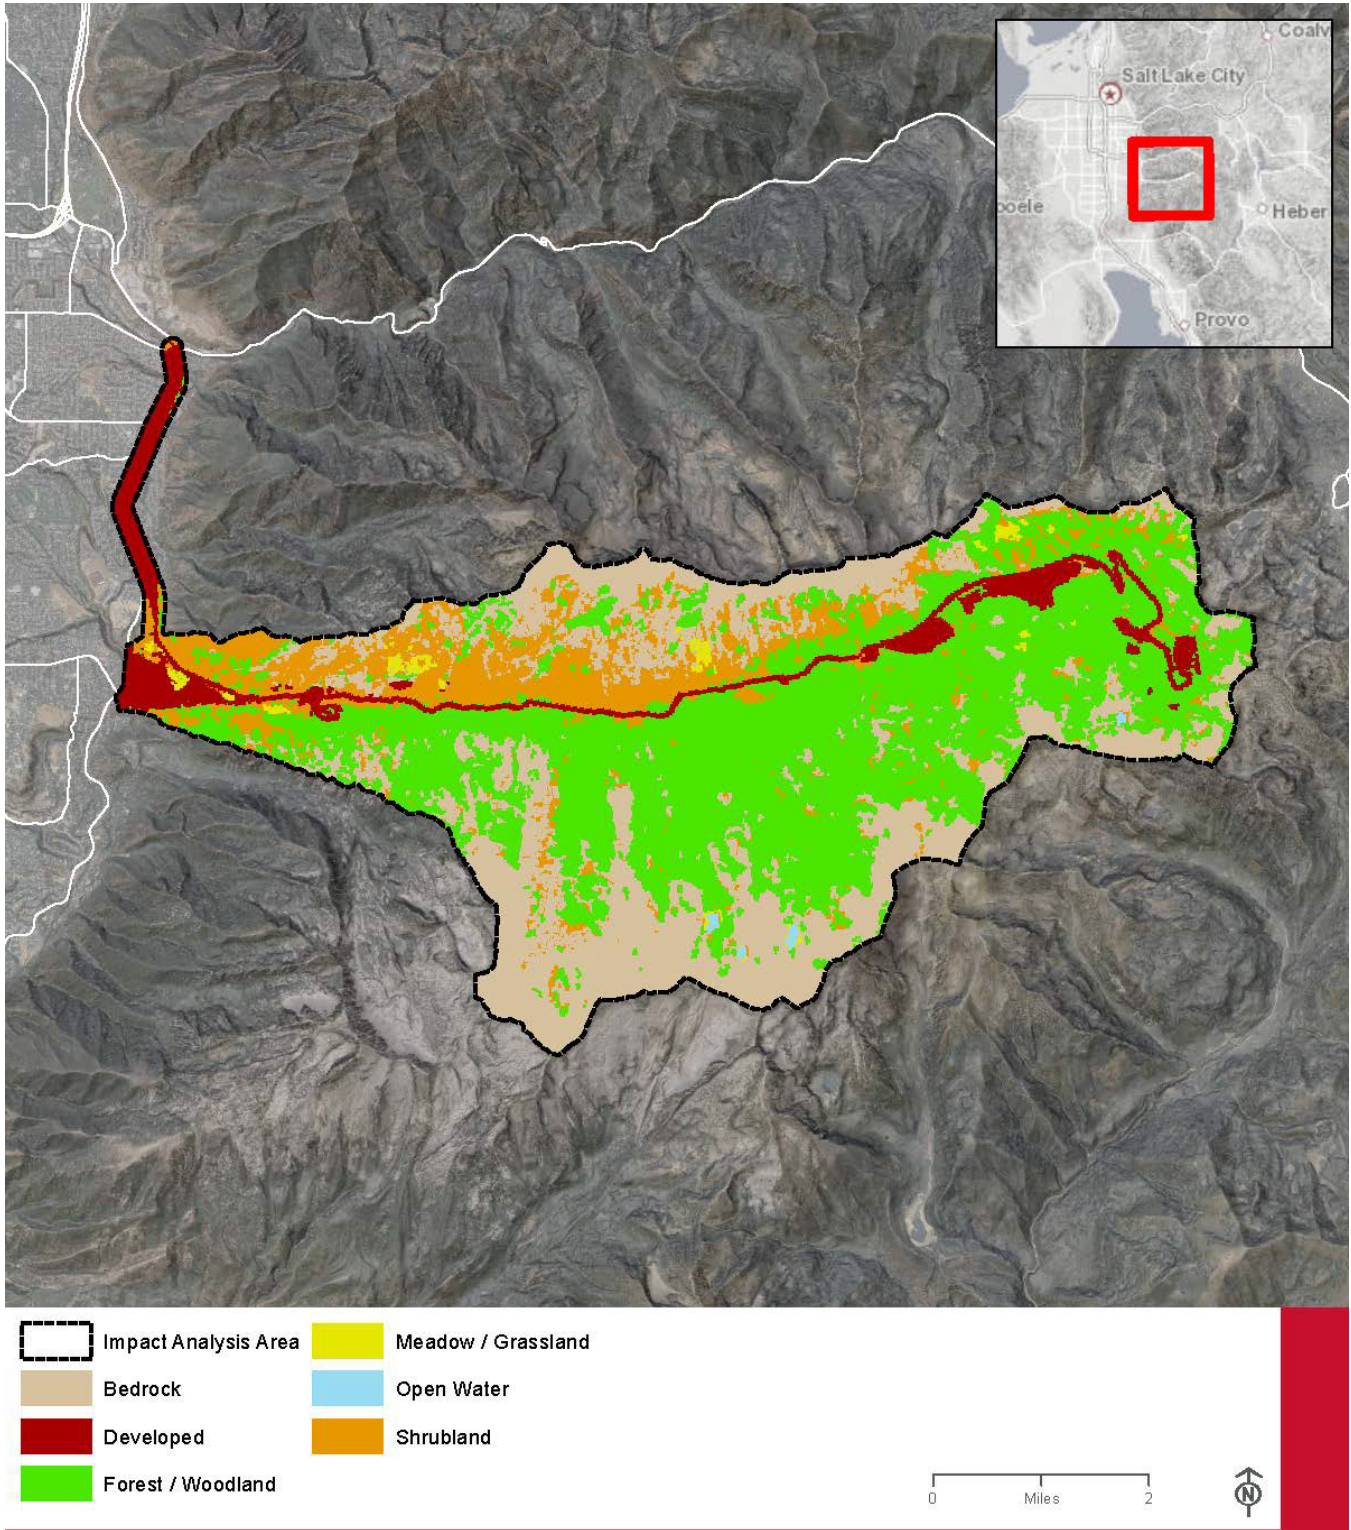 Coalv
Salt Lake City
ooele
Heber
Provo
Impact Analysis Area
Meadow / Grassland
Bedrock
Open Water
Developed
Shrubland
Forest / Woodland
0 Miles 2
N